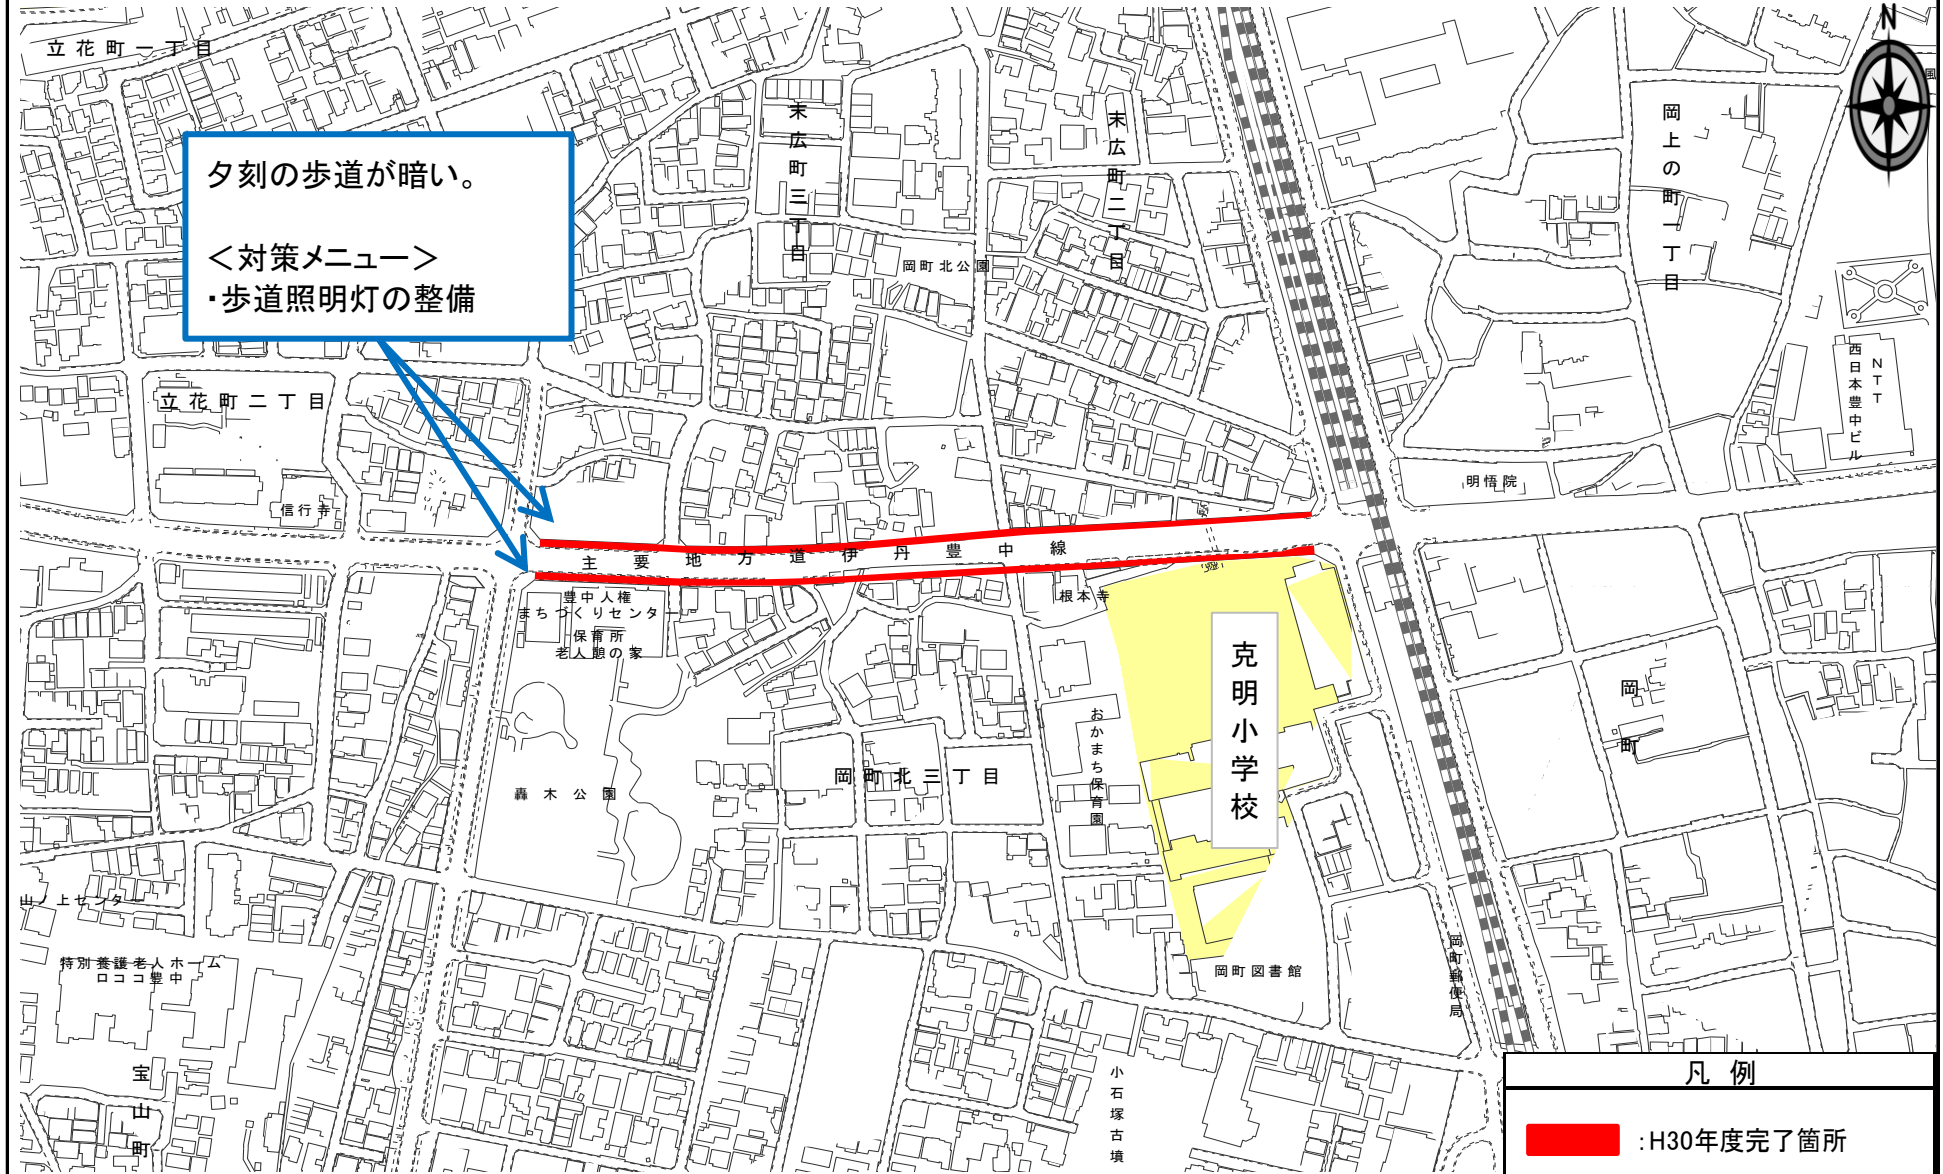 N
立花町一丁目
夕刻の歩道が暗い。
＜対策メニュー＞
・歩道照明灯の整備
末広町三丁目
末広町二丁目
岡上の町一丁目
岡町北公園
西日本豊中ビル
NTT
立花町二丁目
信行寺
明悟院
主要地方道伊丹豊中線
豊中人権
まちづくりセンター
保育所
老人憩の家
根本寺
克明小学校
岡町
おかまち保育園
岡町北三丁目
轟木公園
山ノ上センター
特別養護老人ホーム
ロココ豊中
岡町図書館
岡町郵便局
宝山町
小石塚古墳
凡例
:H30年度完了箇所